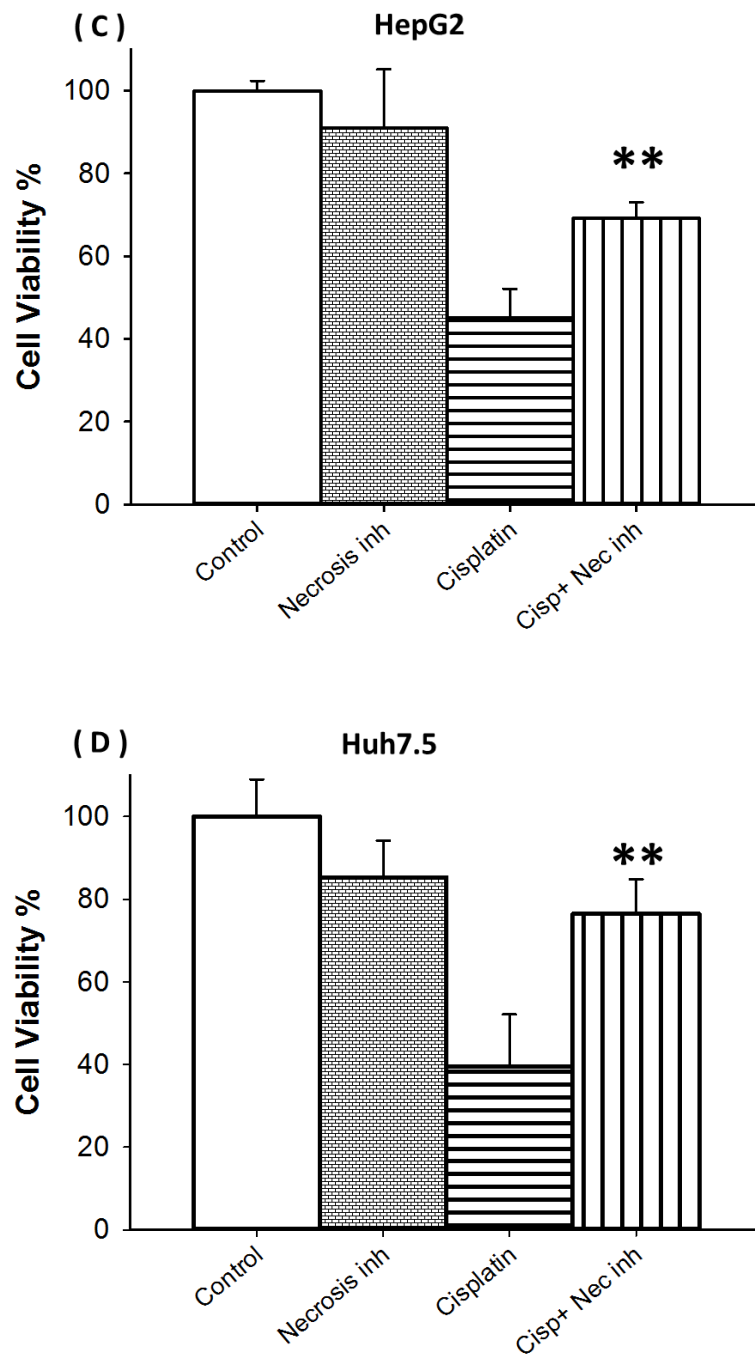 ( C )
HepG2
Cell Viability %
100
80
60
40
20
0
**
Control
Necrosis inh
Cisplatin
Cisp+ Nec inh
( D )
Huh7.5
Cell Viability %
100
80
60
40
20
0
**
Control
Necrosis inh
Cisplatin
Cisp+ Nec inh